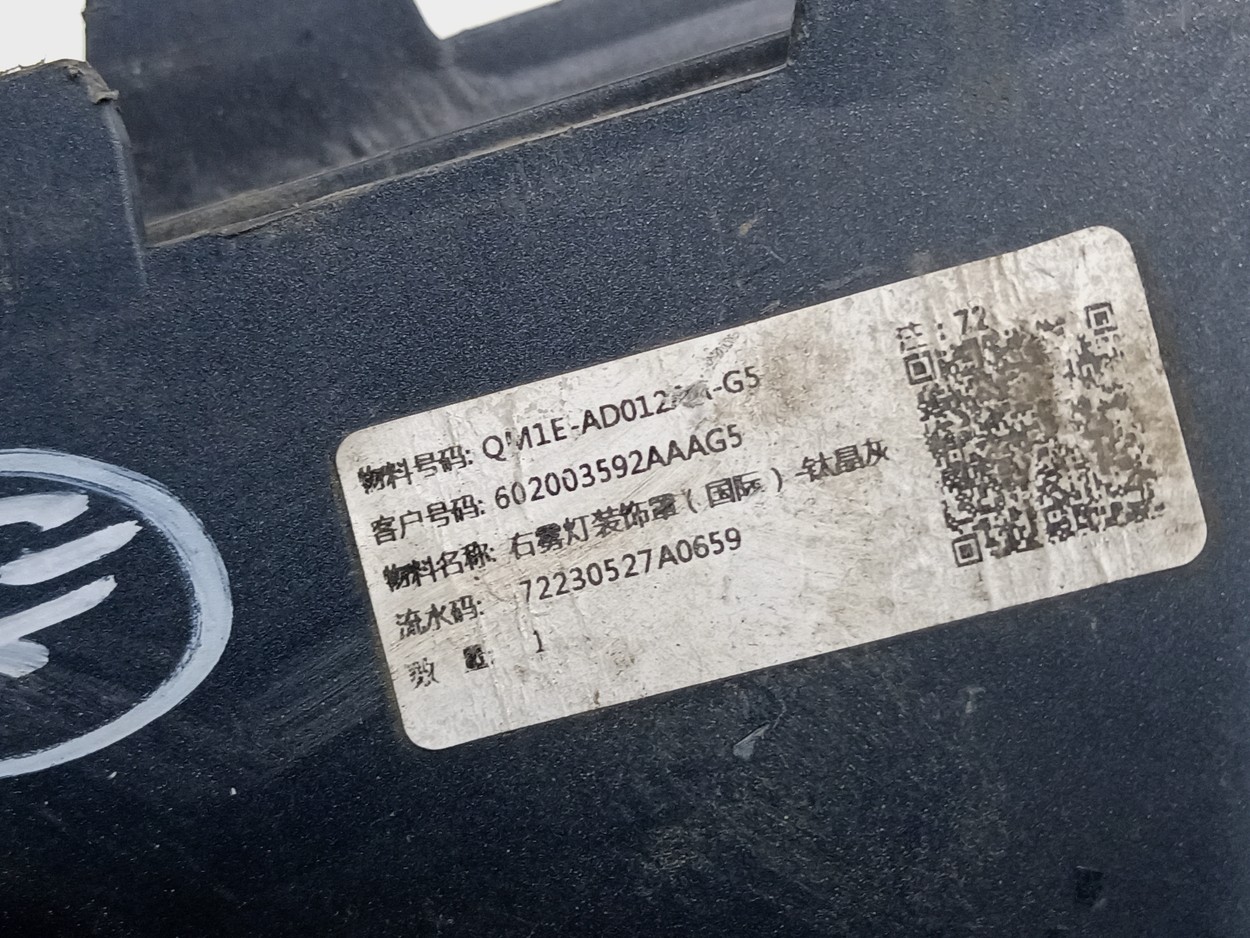 注: 72
物料号码: QM1E-AD012 -G5
客户号码: 602003592AAAG5
物料名称: 右雾灯装饰罩(国际)-钛晶灰
流水码: 72230527A0659
数 量: 1